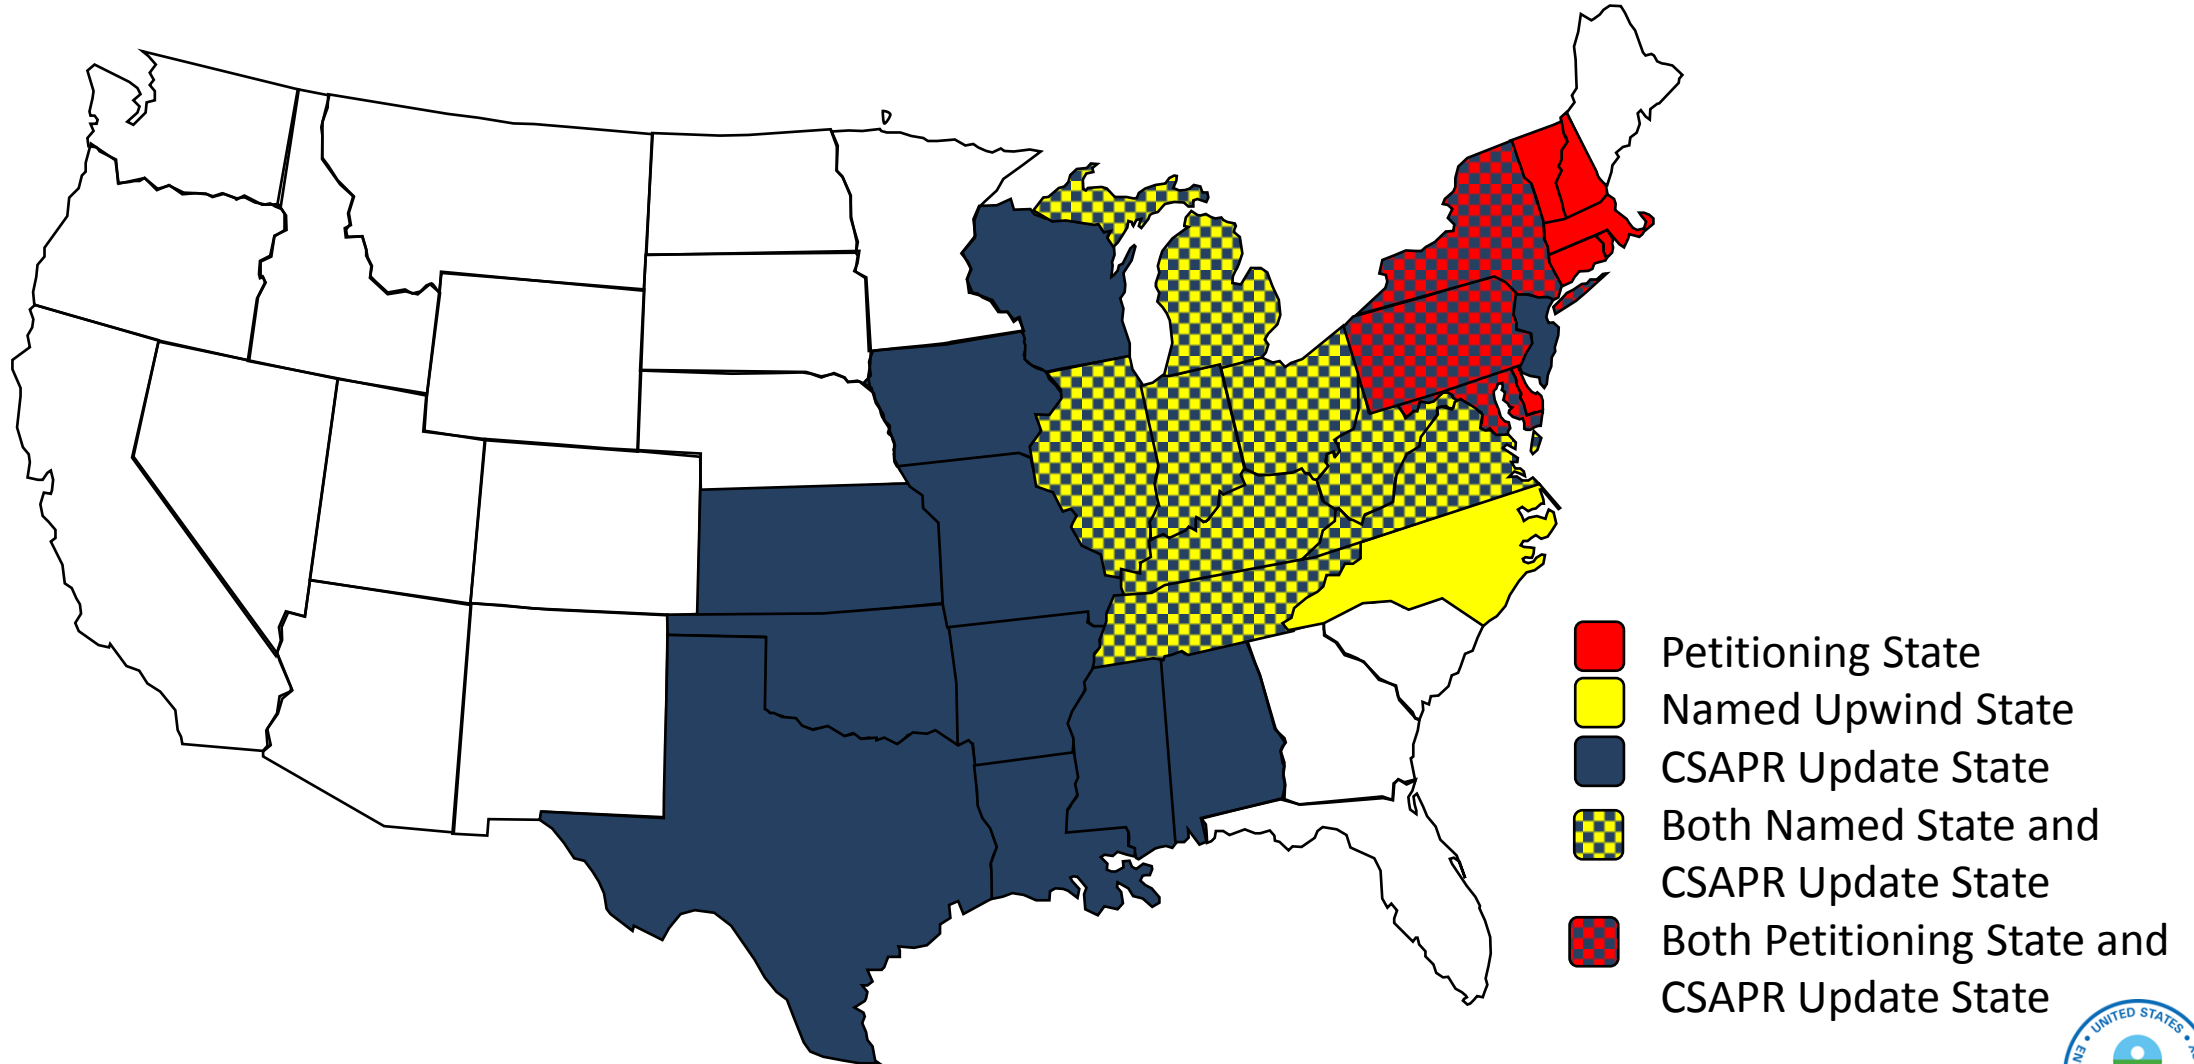 Petitioning State
Named Upwind State
CSAPR Update State
Both Named State and
CSAPR Update State
Both Petitioning State and
CSAPR Update State
UNITED STATES